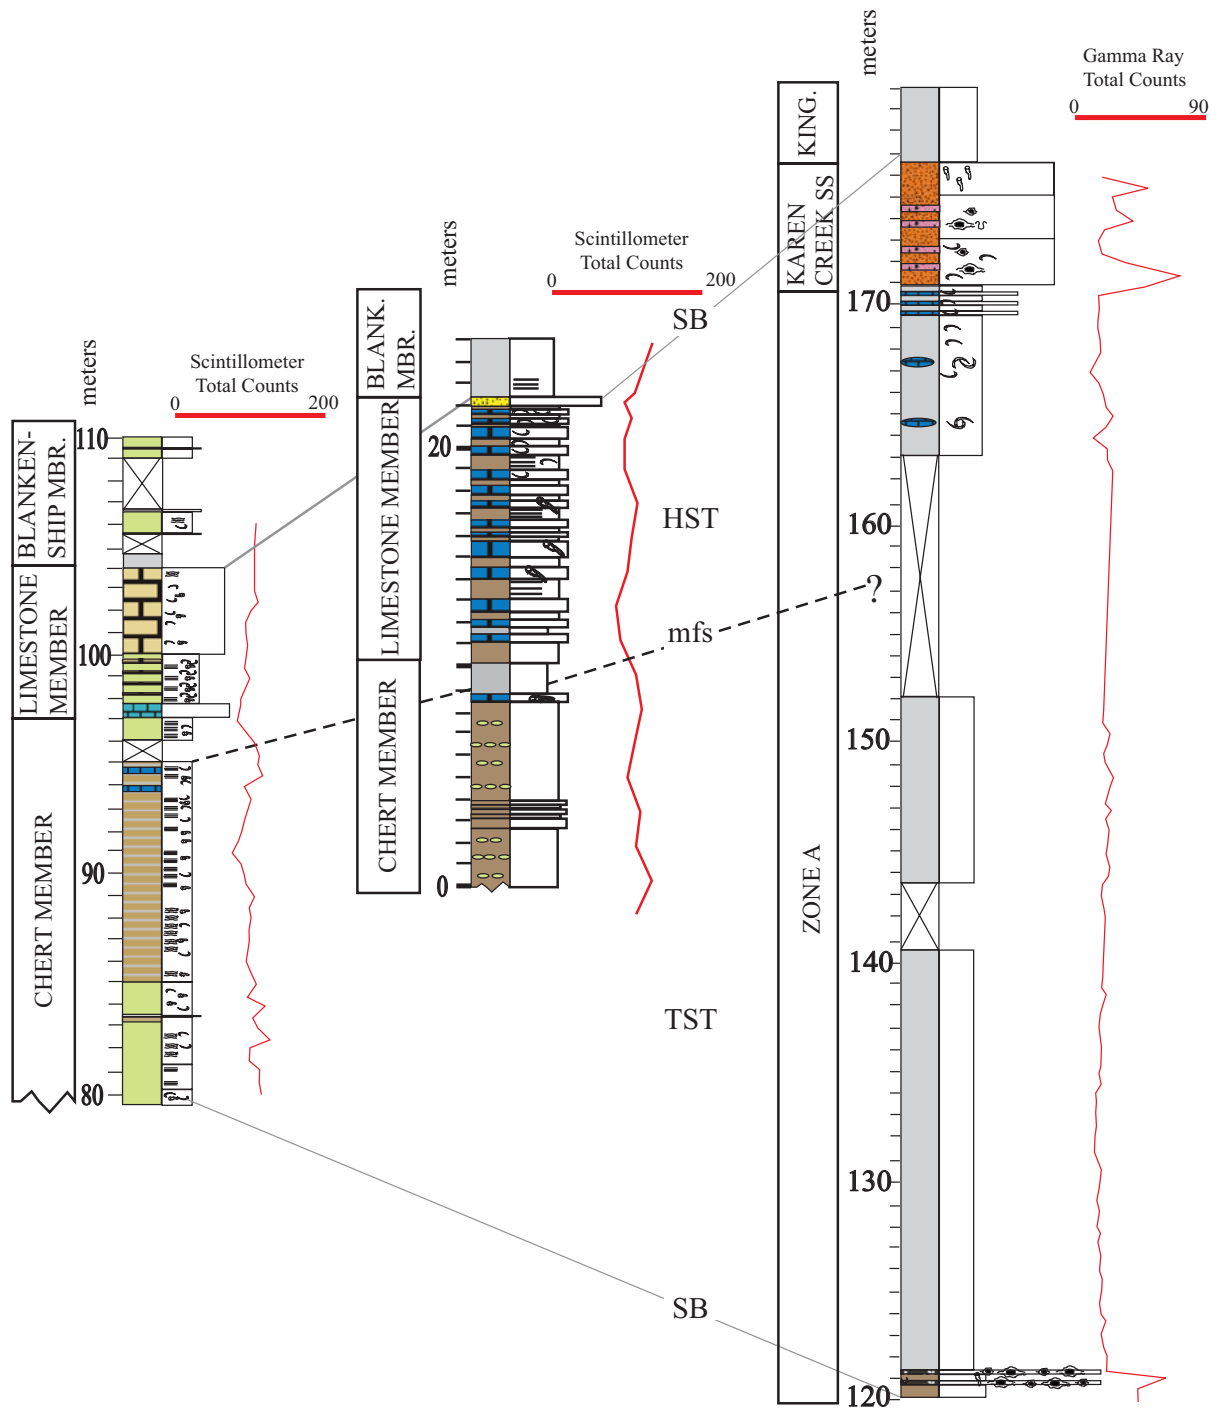 meters
Scintillometer
Total Counts
0 200
BLANKEN-
SHIP MBR.
LIMESTONE
MEMBER
CHERT MEMBER
110
100
90
80
meters
Scintillometer
Total Counts
0 200
BLANK.
MBR.
LIMESTONE MEMBER
CHERT MEMBER
20
0
SB
HST
mfs
TST
SB
?
meters
Gamma Ray
Total Counts
0 90
KING.
KAREN
CREEK SS
ZONE A
170
160
150
140
130
120